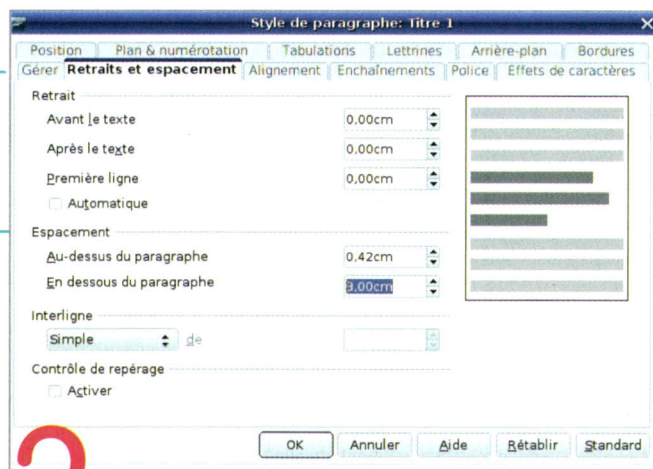 Style de paragraphe: Titre 1
Position Plan & numérotation Tabulations Lettrines Arrière-plan Bordures
Gérer Retraits et espacement Alignement Enchaînements Police Effets de caractères
Retrait
Avant le texte 0,00cm
Après le texte 0,00cm
Première ligne 0,00cm
Automatique
Espacement
Au-dessus du paragraphe 0,42cm
En dessous du paragraphe 3,00cm
Interligne
Simple de
Contrôle de repérage
Activer
OK Annuler Aide Rétablir Standard